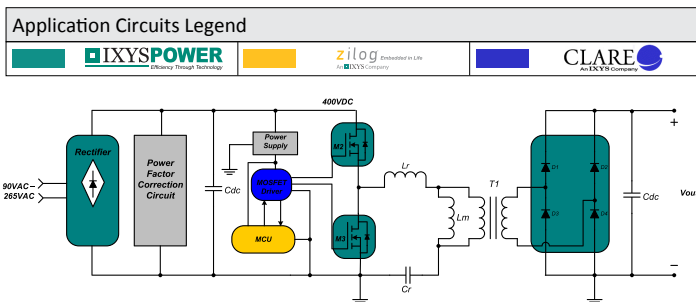 Application Circuits Legend
IXYSPOWER
Efficiency Through Technology
zilog Embedded in Life
An IXYS Company
CLARE
An IXYS Company
400VDC
Rectifier
Power
Factor
Correction
Circuit
90VAC–
265VAC
Cdc
Power
Supply
MOSFET
Driver
MCU
M2
M3
Lr
Lm
Cr
T1
D1
D2
D3
D4
Cdc
+
Vout
–